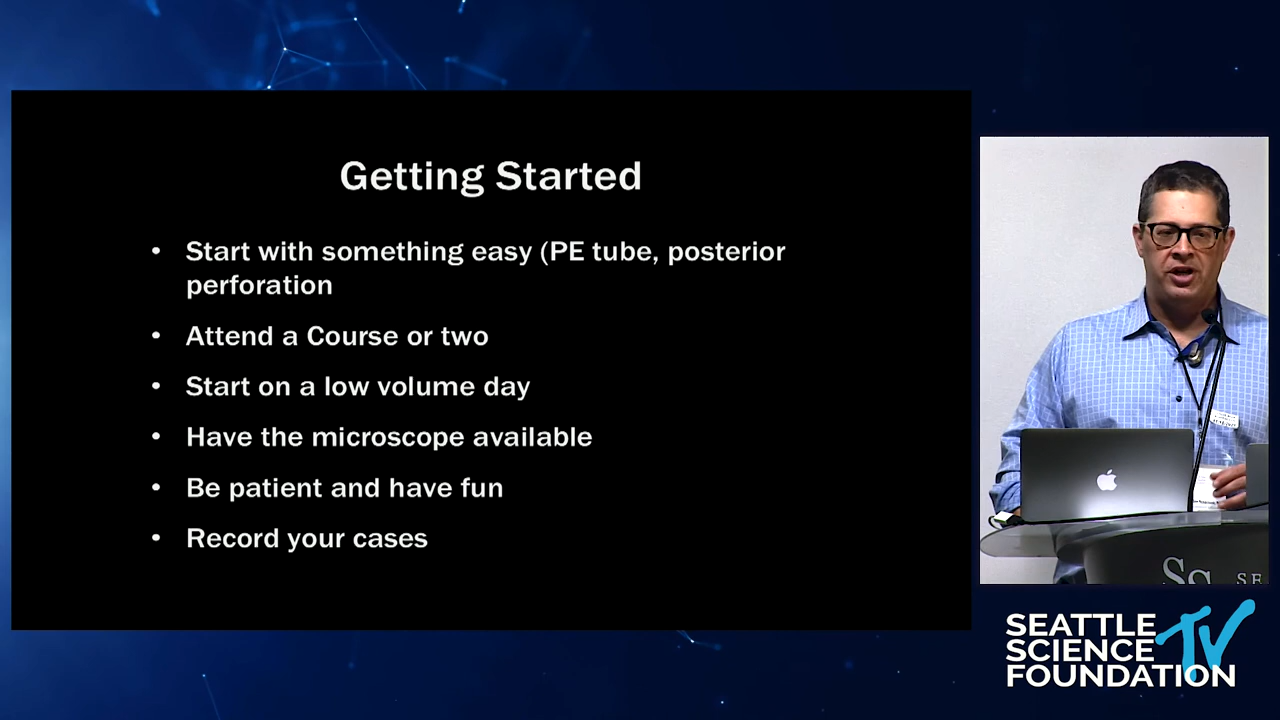 Getting Started
• Start with something easy (PE tube, posterior
perforation
• Attend a Course or two
• Start on a low volume day
• Have the microscope available
• Be patient and have fun
• Record your cases
SEATTLE
SCIENCE TV
FOUNDATION